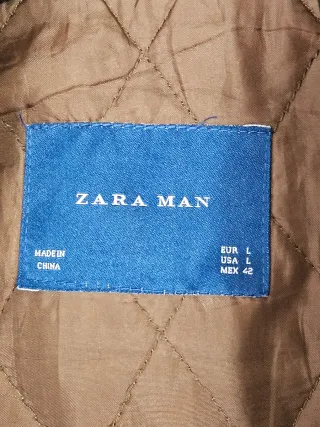 ZARA MAN
MADE IN
CHINA
EUR L
USA L
MEX 42